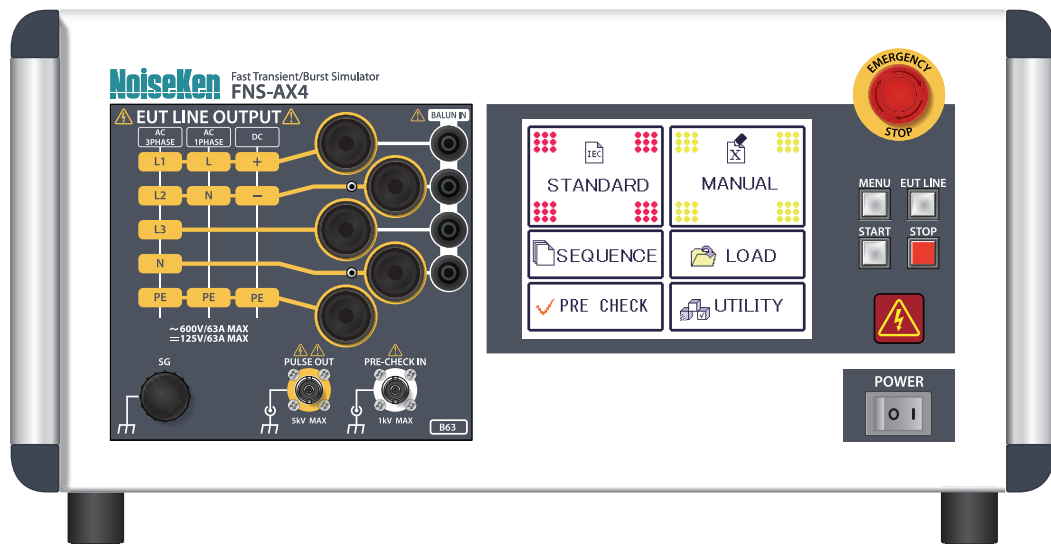 NoiseKen
Fast Transient/Burst Simulator
FNS-AX4
EUT LINE OUTPUT
BALUN IN
AC 3PHASE
AC 1PHASE
DC
L1 L +
L2 N −
L3
N
PE PE PE
～600V/63A MAX
⎓125V/63A MAX
SG
PULSE OUT
5kV MAX
PRE-CHECK IN
1kV MAX
B63
IEC
STANDARD
X
MANUAL
SEQUENCE
LOAD
PRE CHECK
UTILITY
EMERGENCY
STOP
MENU EUT LINE
START STOP
POWER
O I